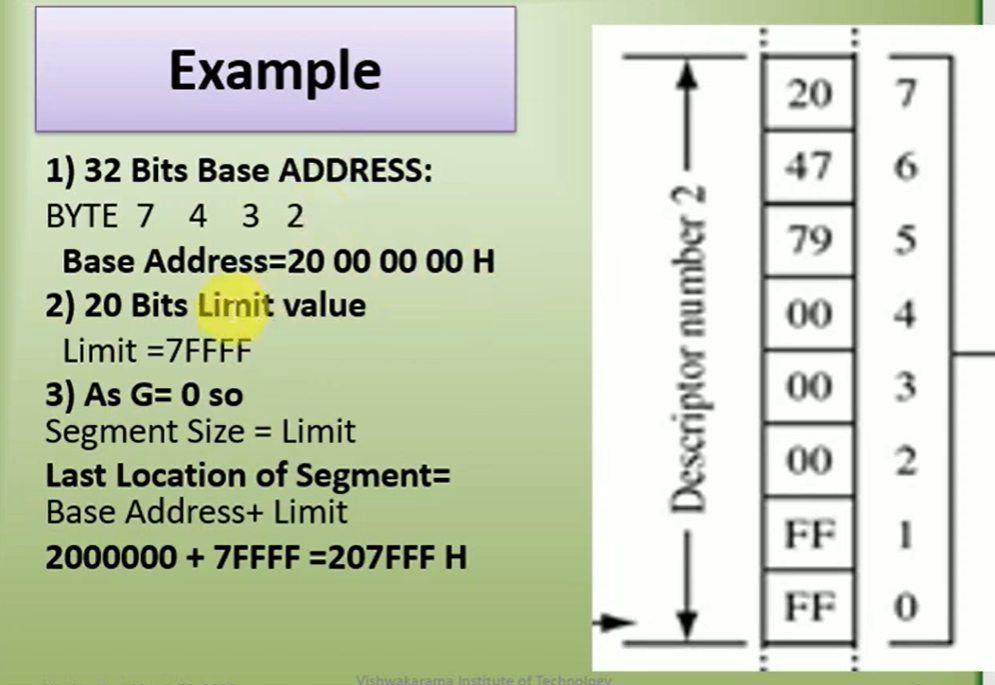 Example
1) 32 Bits Base ADDRESS:
BYTE 7 4 3 2
Base Address=20 00 00 00 H
2) 20 Bits Limit value
Limit =7FFFF
3) As G= 0 so
Segment Size = Limit
Last Location of Segment=
Base Address+ Limit
2000000 + 7FFFF =207FFF H
Descriptor number 2
20 7
47 6
79 5
00 4
00 3
00 2
FF 1
FF 0
Vishwakarama Institute of Technology